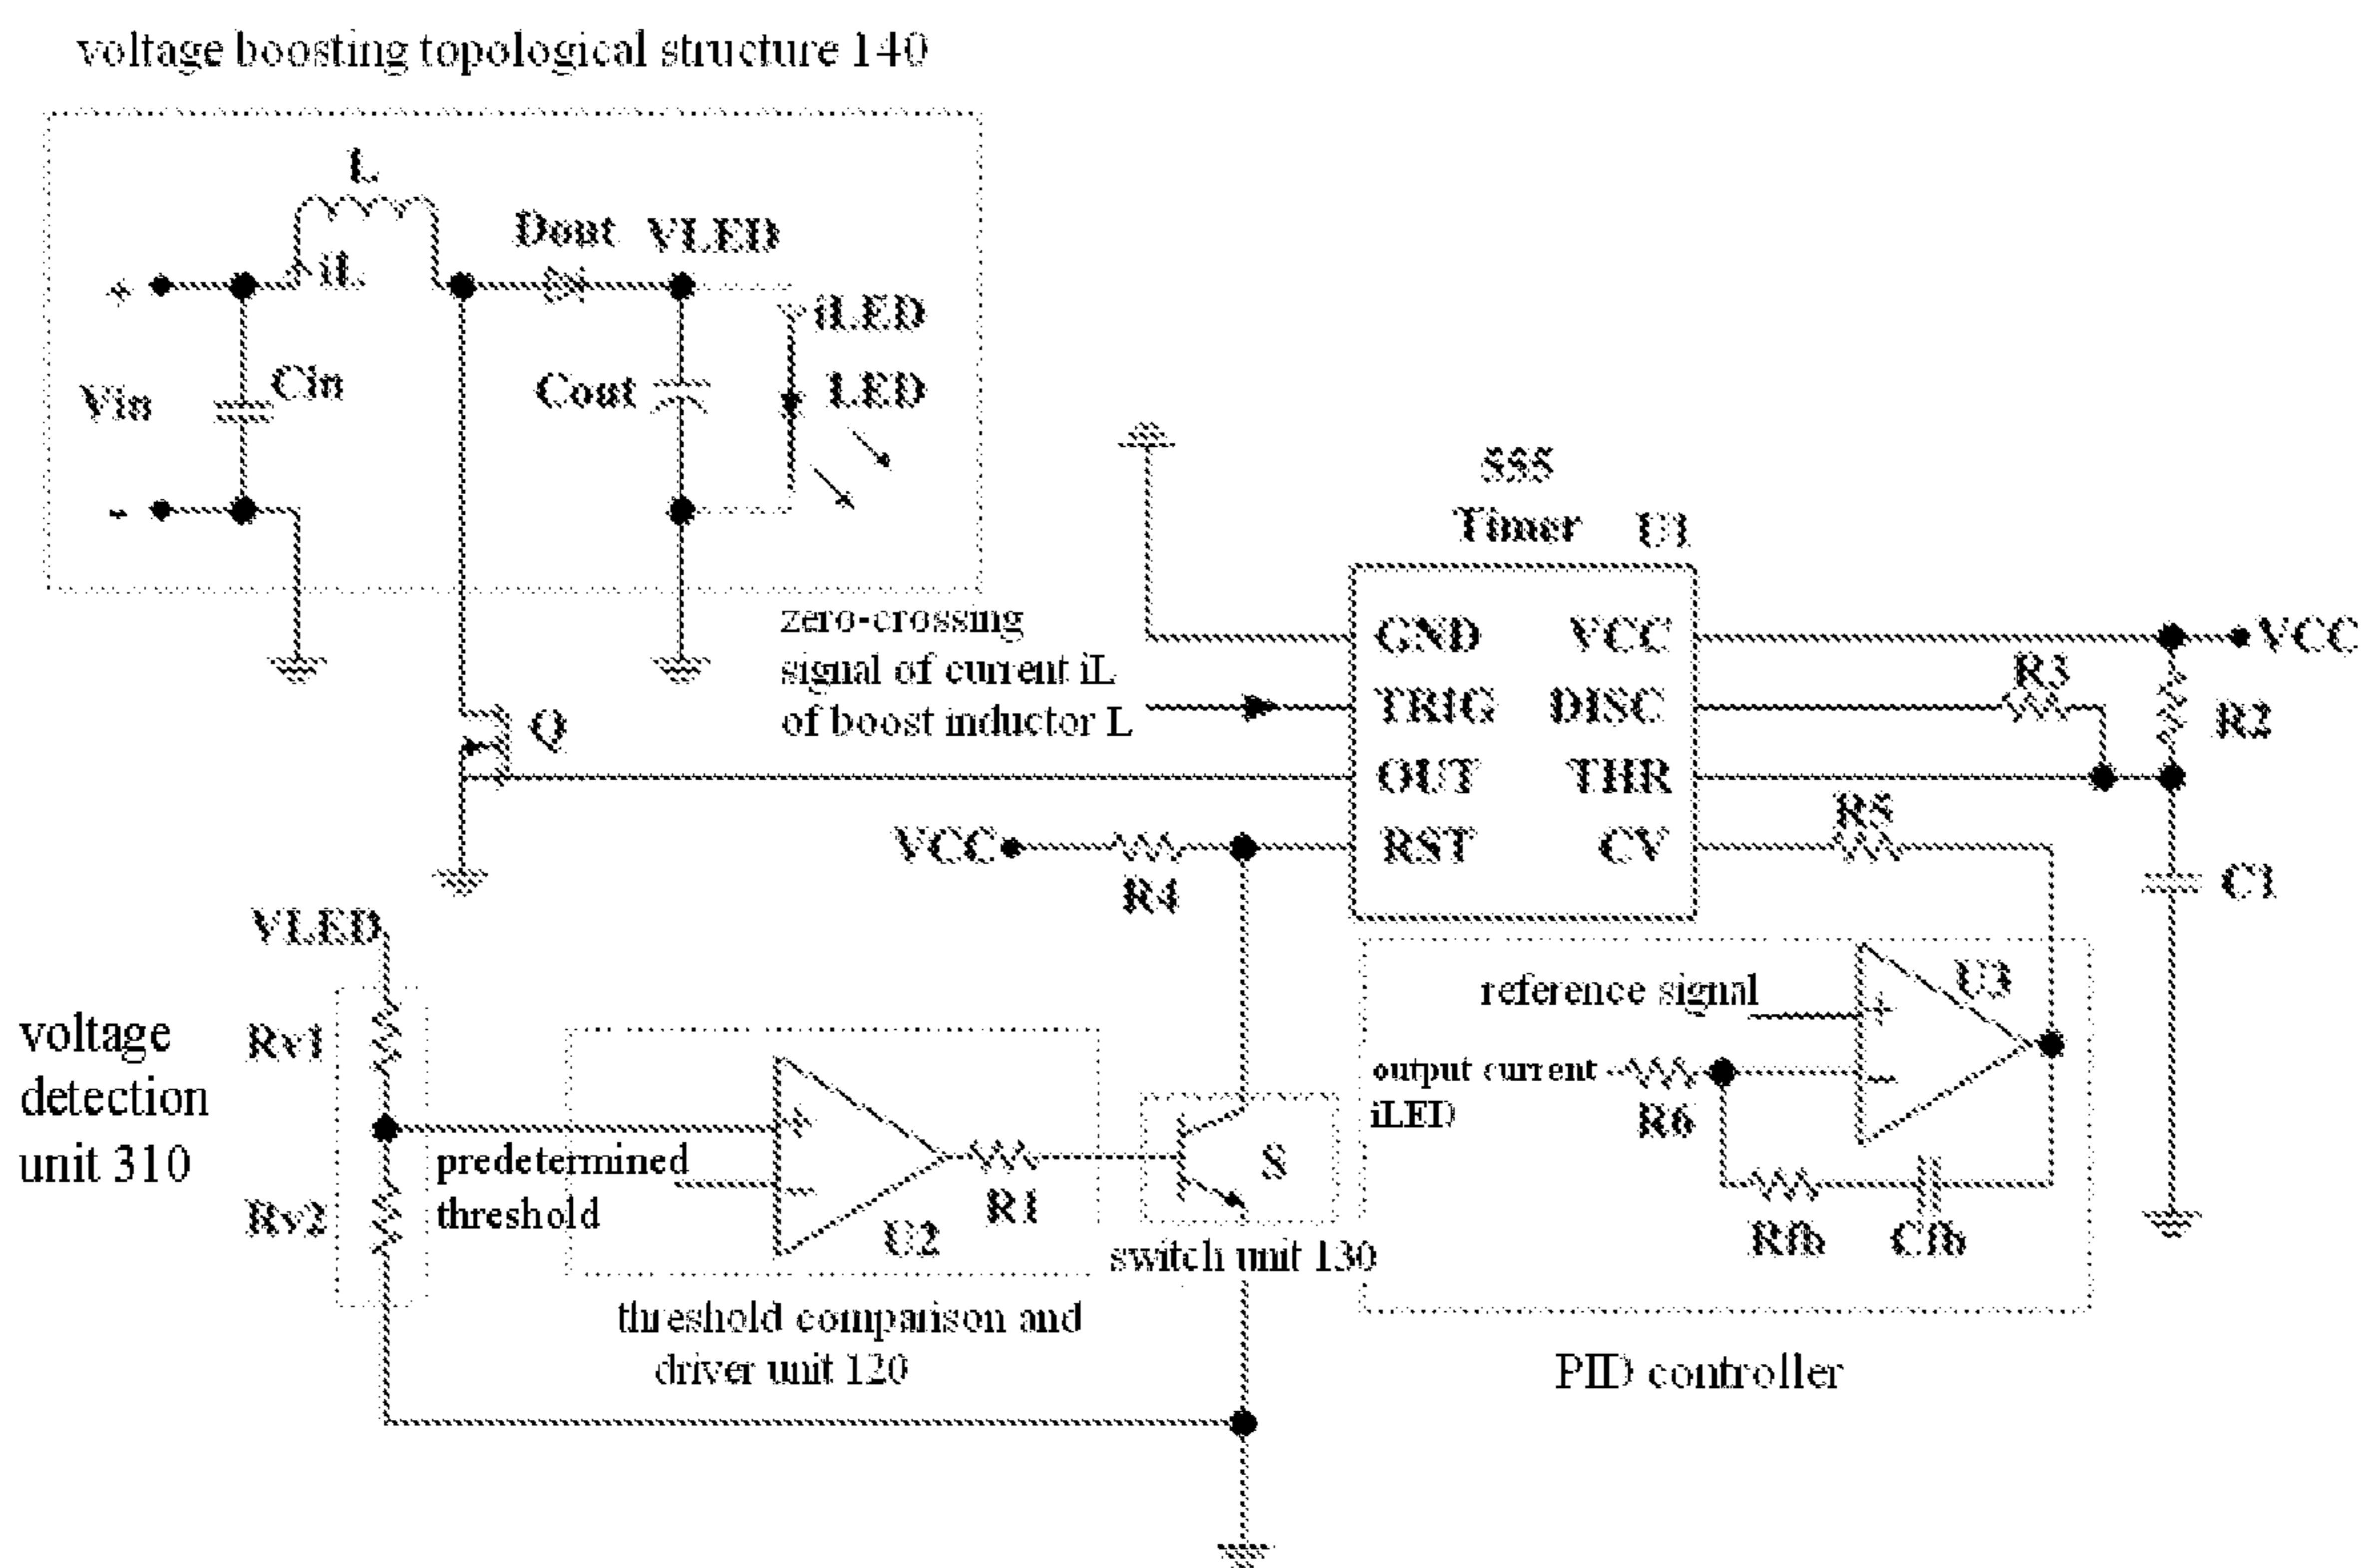 voltage boosting topological structure 140
L
Dout VLED
iL
iLED
+
Vin
Cin
Cout
LED
-
555
Timer U1
zero-crossing
signal of current iL
of boost inductor L
GND VCC
TRIG DISC
OUT THR
RST CV
VCC
R3
R2
Q
R5
VCC
R4
C1
VLED
reference signal
+
U3
voltage
detection
unit 310
Rv1
output current
iLED
-
R6
+
predetermined
threshold
-
R1
S
Rv2
U2
Rfb Cfb
switch unit 130
threshold comparison and
driver unit 120
PID controller